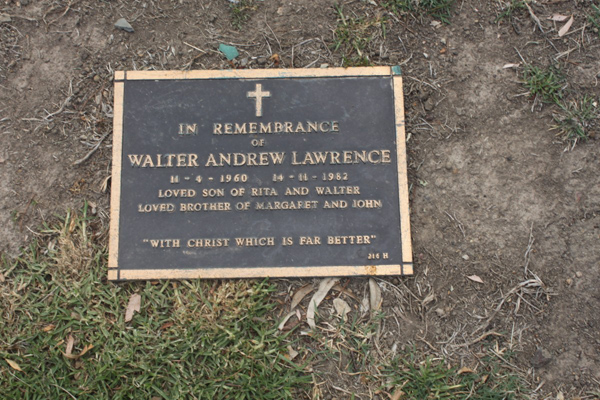 IN REMEMBRANCE
OF
WALTER ANDREW LAWRENCE
11-4-1960 14-11-1982
LOVED SON OF RITA AND WALTER
LOVED BROTHER OF MARGARET AND JOHN
"WITH CHRIST WHICH IS FAR BETTER"